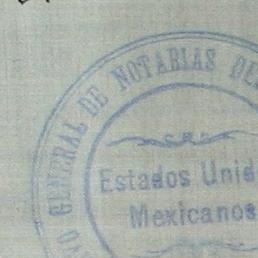 GENERAL DE NOTARIAS
Estados Unid
Mexicanos